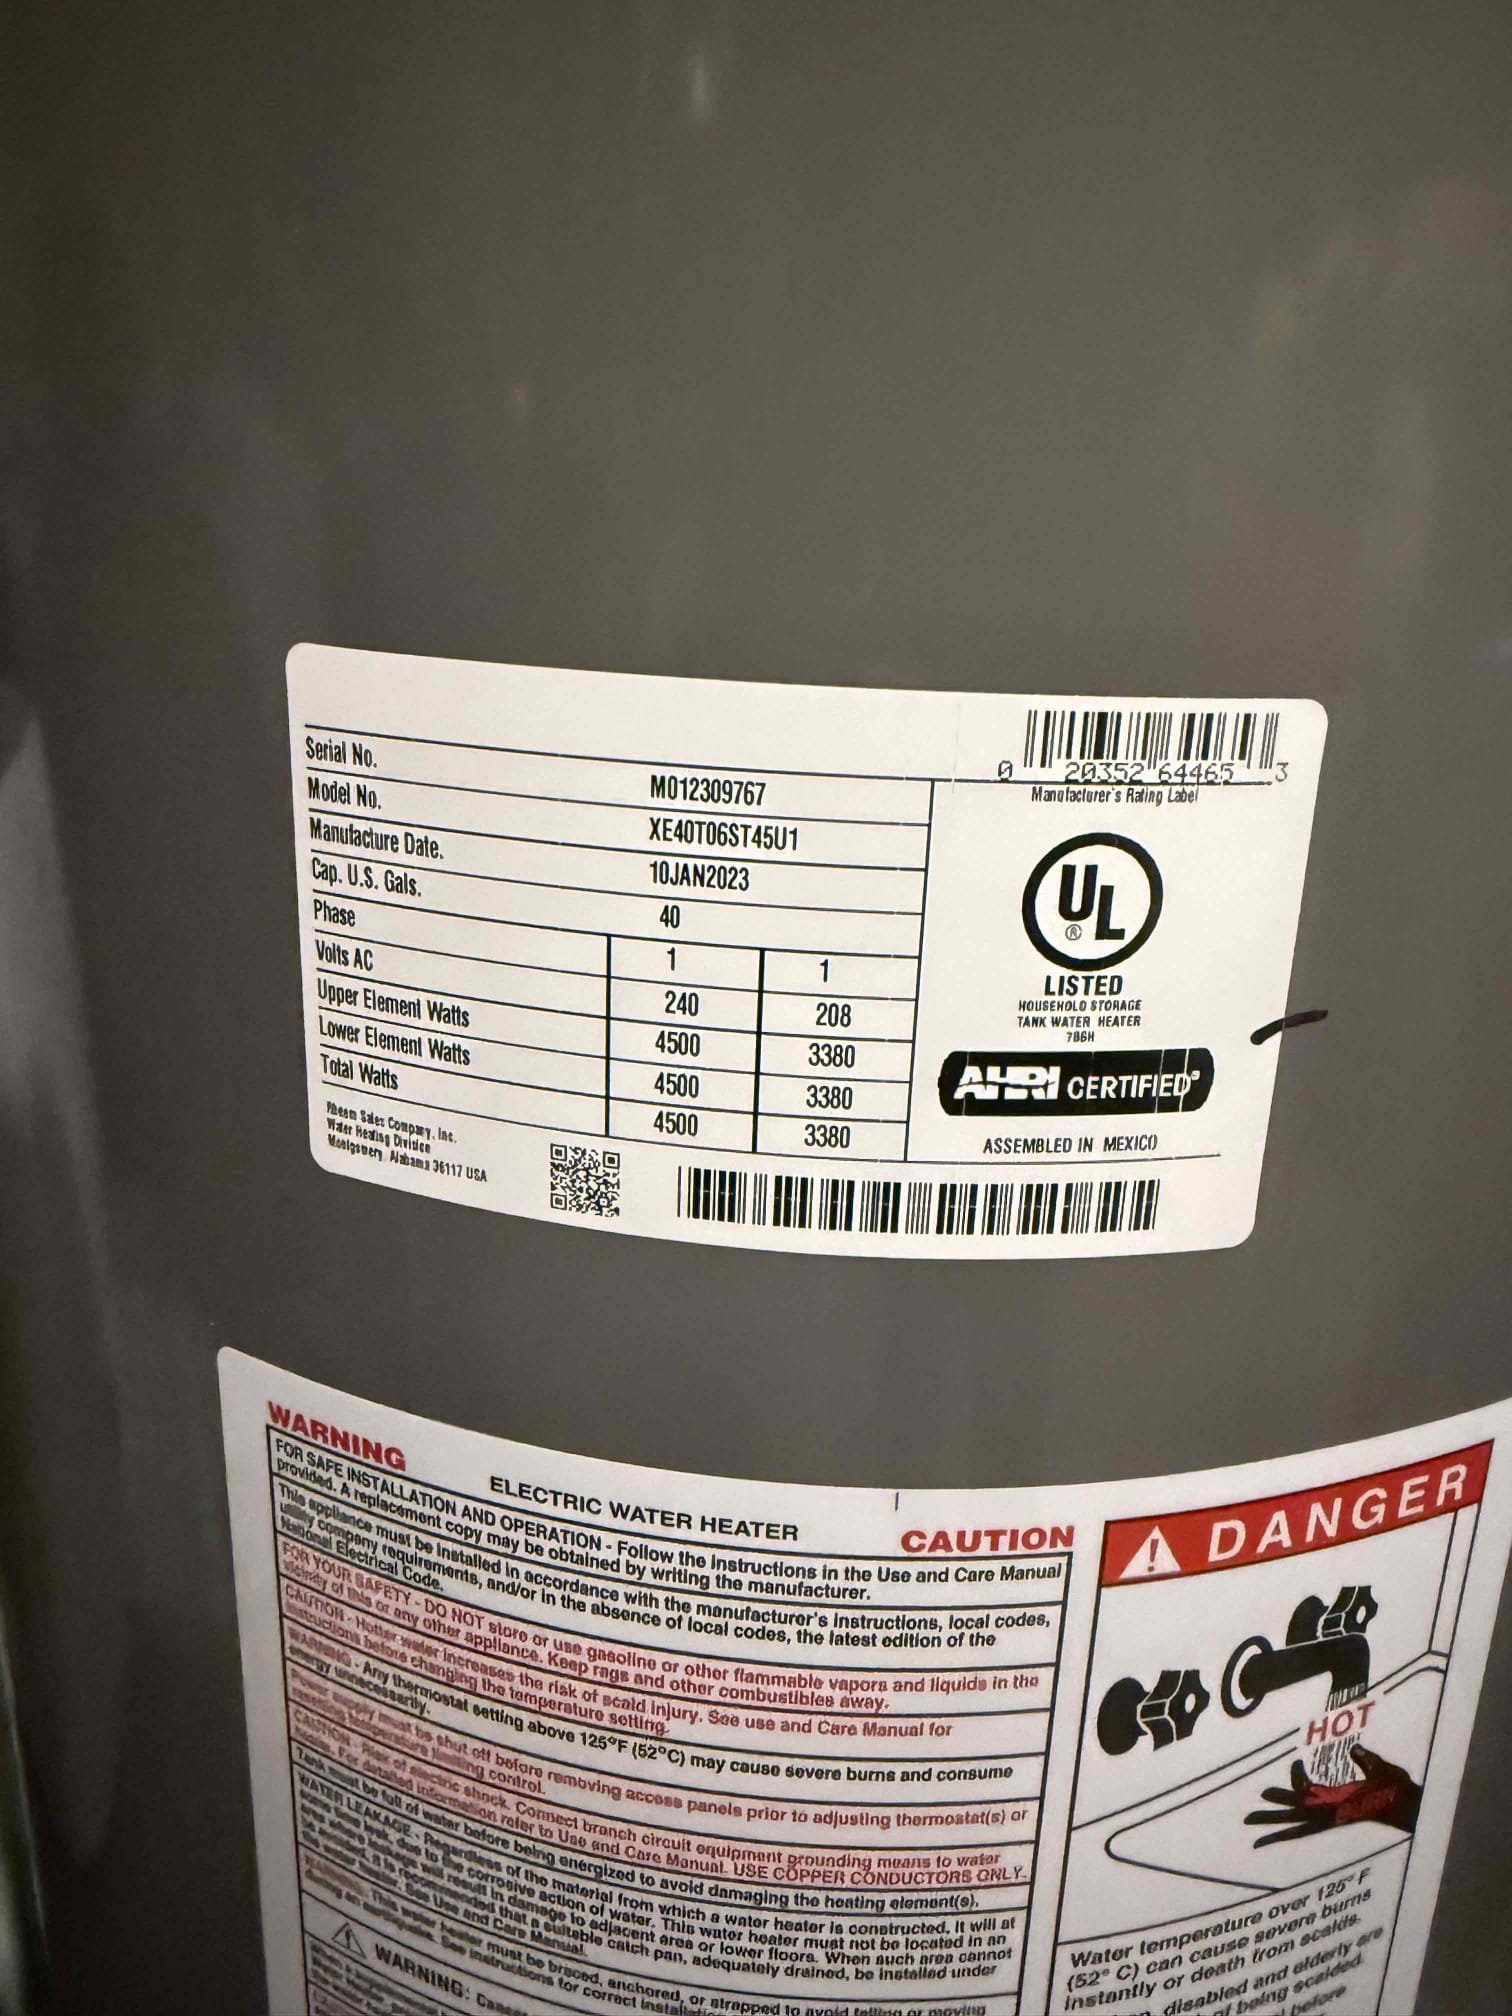 0 20352 64465 3
Manufacturer's Rating Label
Serial No. M012309767
Model No. XE40T06ST45U1
Manufacture Date. 10JAN2023
Cap. U.S. Gals. 40
Phase 1 1
Volts AC 240 208
Upper Element Watts 4500 3380
Lower Element Watts 4500 3380
Total Watts 4500 3380
Rheem Sales Company, Inc.
Water Heating Division
Montgomery, Alabama 36117 USA
UL
®
LISTED
HOUSEHOLD STORAGE
TANK WATER HEATER
786H
AHRI CERTIFIED®
ASSEMBLED IN MEXICO
WARNING
ELECTRIC WATER HEATER
CAUTION
FOR SAFE INSTALLATION AND OPERATION - Follow the Instructions in the Use and Care Manual
provided. A replacement copy may be obtained by writing the manufacturer.
This appliance must be installed in accordance with the manufacturer's instructions, local codes,
utility company requirements, and/or in the absence of local codes, the latest edition of the
National Electrical Code.
FOR YOUR SAFETY - DO NOT store or use gasoline or other flammable vapors and liquids in the
vicinity of this or any other appliance. Keep rags and other combustibles away.
CAUTION - Hotter water increases the risk of scald injury. See use and Care Manual for
instructions before changing the temperature setting.
WARNING - Any thermostat setting above 125°F (52°C) may cause severe burns and consume
energy unnecessarily.
Power supply must be shut off before removing access panels prior to adjusting thermostat(s) or
temperature limiting control.
CAUTION - Risk of electric shock. Connect branch circuit equipment grounding means to water
heater. For detailed information refer to Use and Care Manual. USE COPPER CONDUCTORS ONLY.
Tank must be full of water before being energized to avoid damaging the heating element(s).
WATER LEAKAGE - Regardless of the material from which a water heater is constructed, it will at
some time leak, due to the corrosive action of water. This water heater must not be located in an
area where leakage will result in damage to adjacent area or lower floors. When such area cannot
be avoided, it is recommended that a suitable catch pan, adequately drained, be installed under
the water heater. See Use and Care Manual.
WARNING - This water heater must be braced, anchored, or strapped to avoid falling or moving
during an earthquake. See instructions for correct
WARNING:
DANGER
HOT
BURN
Water temperature over 125° F
(52° C) can cause severe burns
instantly or death from scalds.
disabled and elderly are
of being scalded.
before